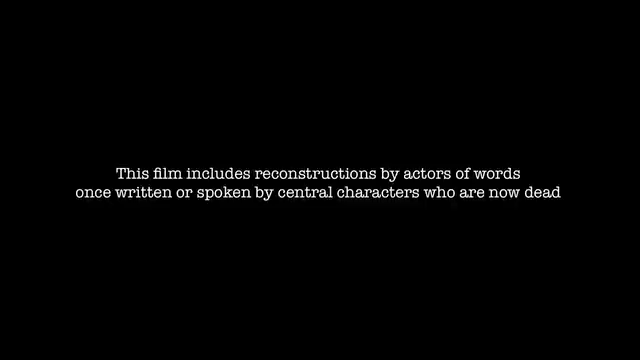 This film includes reconstructions by actors of words
once written or spoken by central characters who are now dead